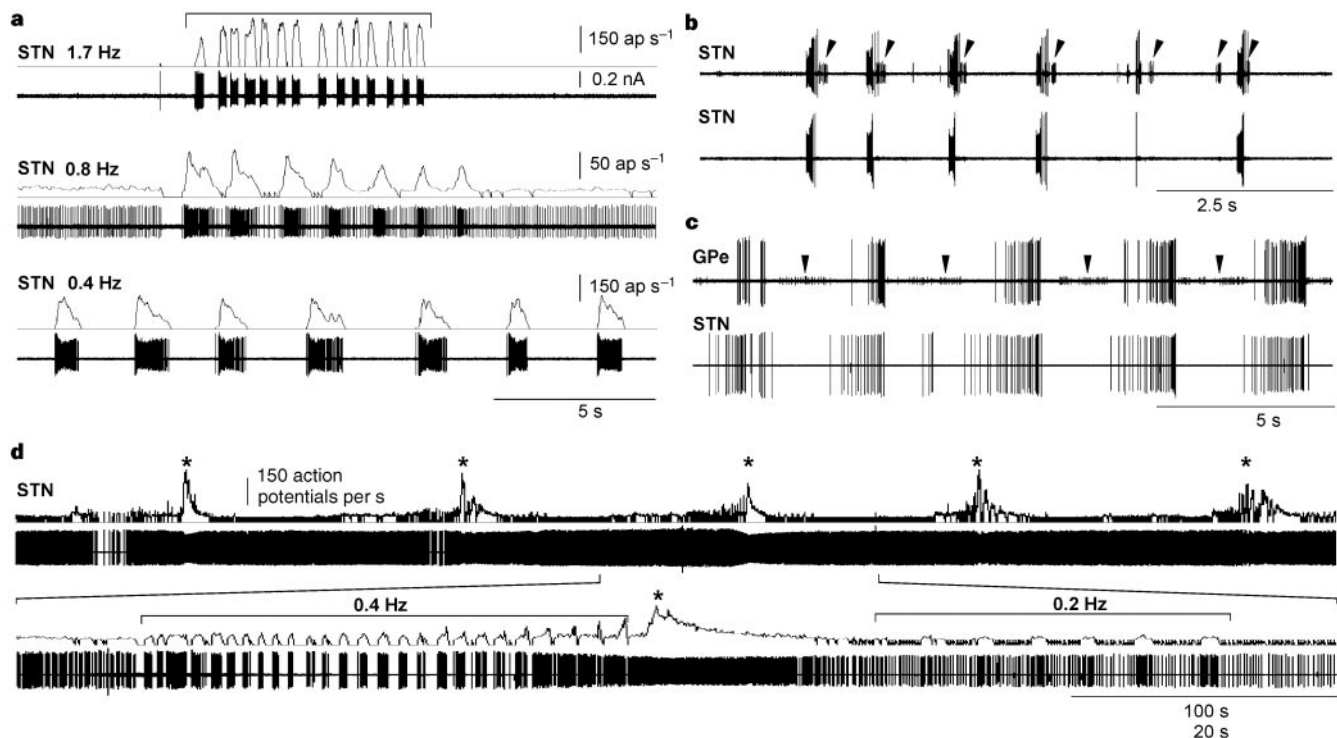 a
STN 1.7 Hz
150 ap s⁻¹
0.2 nA
STN 0.8 Hz
50 ap s⁻¹
STN 0.4 Hz
150 ap s⁻¹
5 s
b
STN
STN
2.5 s
c
GPe
STN
5 s
d
STN
150 action
potentials per s
* * * * *
0.4 Hz
*
0.2 Hz
100 s
20 s